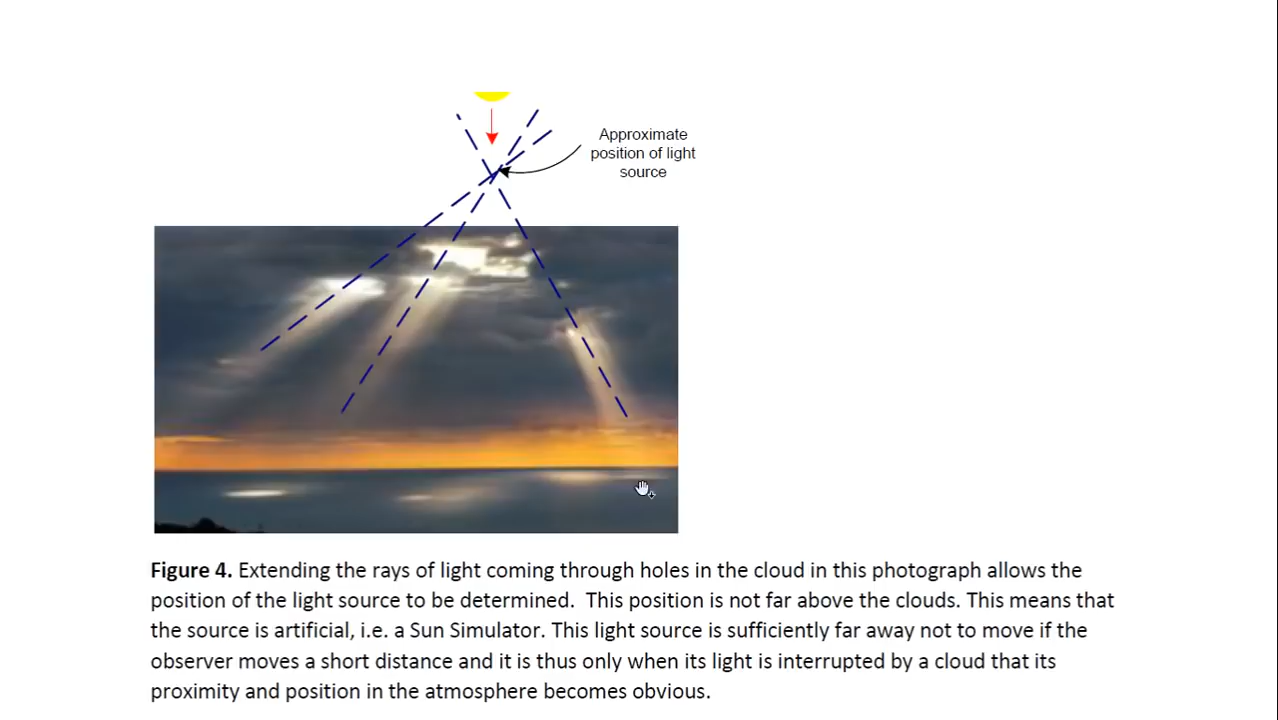 Approximate
position of light
source
Figure 4. Extending the rays of light coming through holes in the cloud in this photograph allows the
position of the light source to be determined.  This position is not far above the clouds. This means that
the source is artificial, i.e. a Sun Simulator. This light source is sufficiently far away not to move if the
observer moves a short distance and it is thus only when its light is interrupted by a cloud that its
proximity and position in the atmosphere becomes obvious.